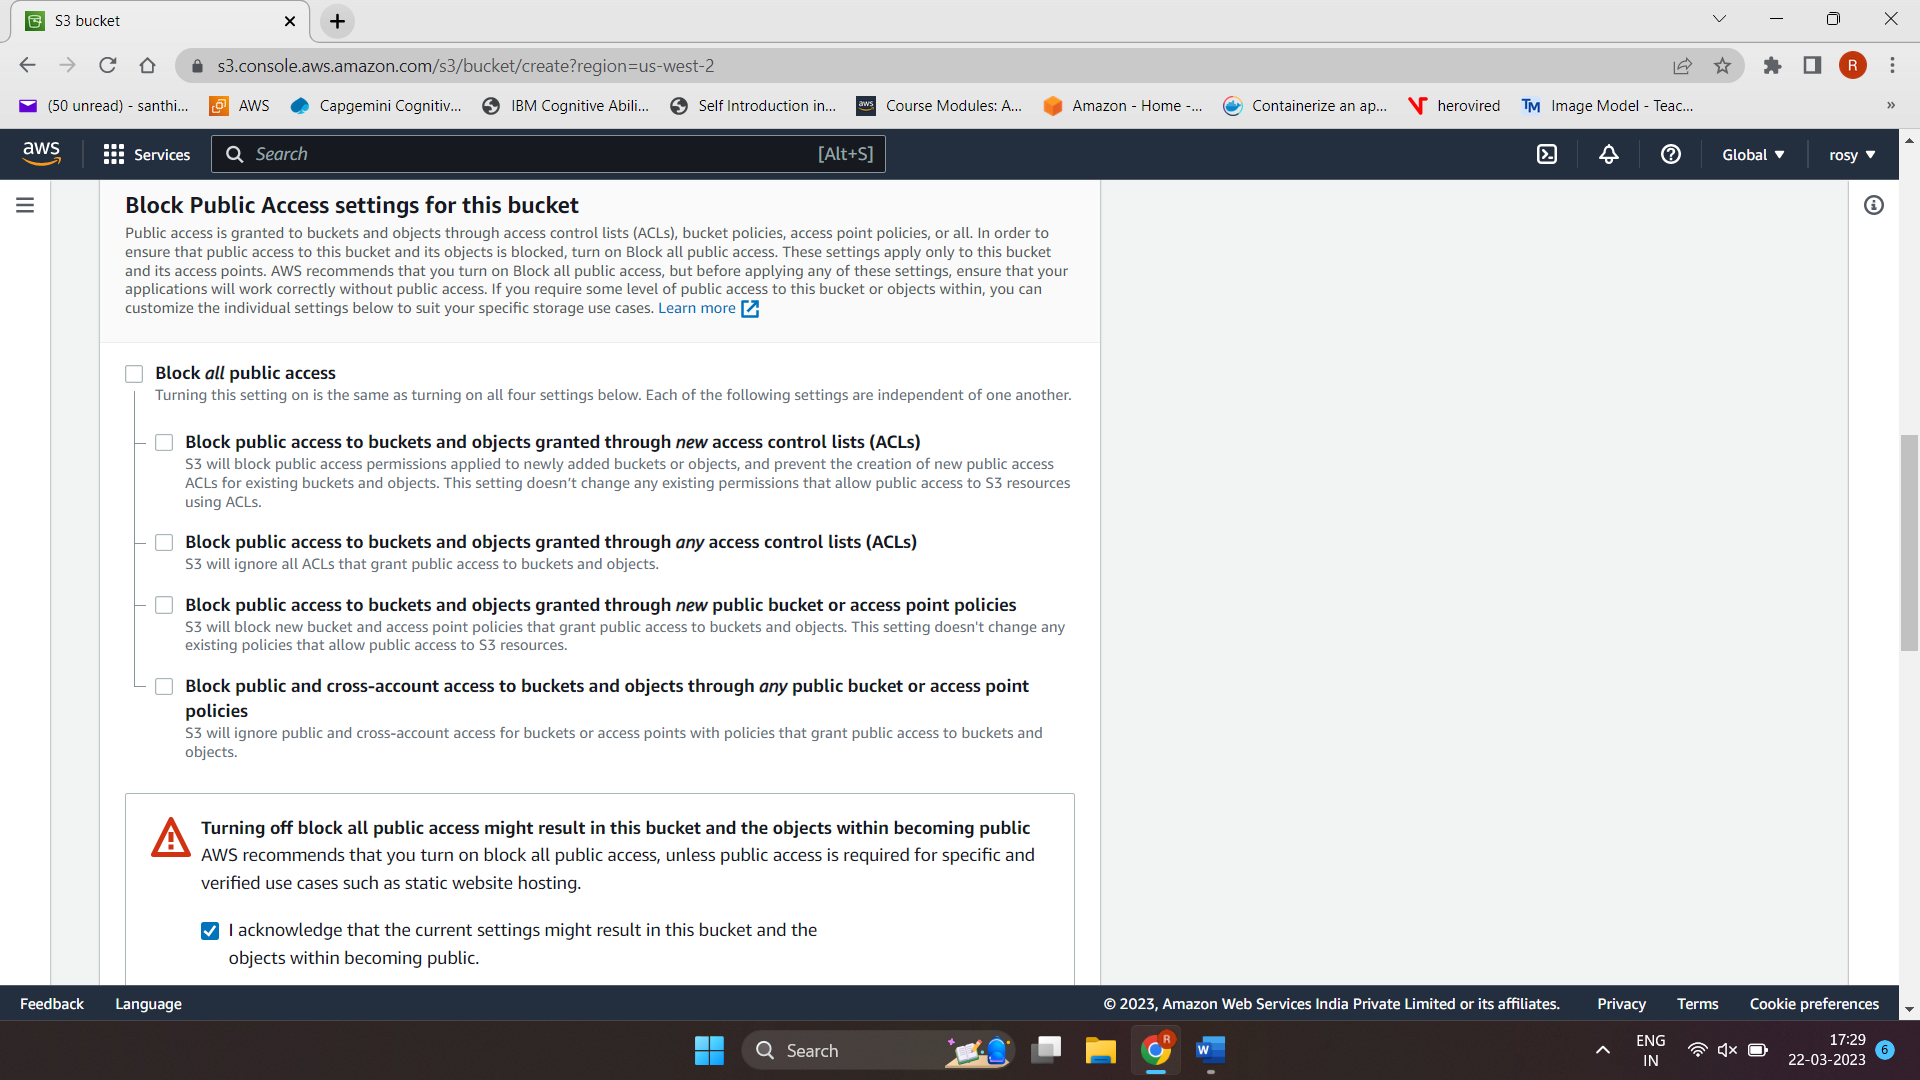 S3 bucket
s3.console.aws.amazon.com/s3/bucket/create?region=us-west-2
R
(50 unread) - santhi...
AWS
Capgemini Cognitiv...
IBM Cognitive Abili...
Self Introduction in...
aws
Course Modules: A...
Amazon - Home -...
Containerize an ap...
herovired
TM
Image Model - Teac...
»
aws
Services
Search
[Alt+S]
Global
rosy
Block Public Access settings for this bucket
Public access is granted to buckets and objects through access control lists (ACLs), bucket policies, access point policies, or all. In order to
ensure that public access to this bucket and its objects is blocked, turn on Block all public access. These settings apply only to this bucket
and its access points. AWS recommends that you turn on Block all public access, but before applying any of these settings, ensure that your
applications will work correctly without public access. If you require some level of public access to this bucket or objects within, you can
customize the individual settings below to suit your specific storage use cases. Learn more
Block all public access
Turning this setting on is the same as turning on all four settings below. Each of the following settings are independent of one another.
Block public access to buckets and objects granted through new access control lists (ACLs)
S3 will block public access permissions applied to newly added buckets or objects, and prevent the creation of new public access
ACLs for existing buckets and objects. This setting doesn’t change any existing permissions that allow public access to S3 resources
using ACLs.
Block public access to buckets and objects granted through any access control lists (ACLs)
S3 will ignore all ACLs that grant public access to buckets and objects.
Block public access to buckets and objects granted through new public bucket or access point policies
S3 will block new bucket and access point policies that grant public access to buckets and objects. This setting doesn't change any
existing policies that allow public access to S3 resources.
Block public and cross-account access to buckets and objects through any public bucket or access point
policies
S3 will ignore public and cross-account access for buckets or access points with policies that grant public access to buckets and
objects.
Turning off block all public access might result in this bucket and the objects within becoming public
AWS recommends that you turn on block all public access, unless public access is required for specific and
verified use cases such as static website hosting.
I acknowledge that the current settings might result in this bucket and the
objects within becoming public.
Feedback
Language
© 2023, Amazon Web Services India Private Limited or its affiliates.
Privacy
Terms
Cookie preferences
Search
R
W
ENG
IN
17:29
22-03-2023
6